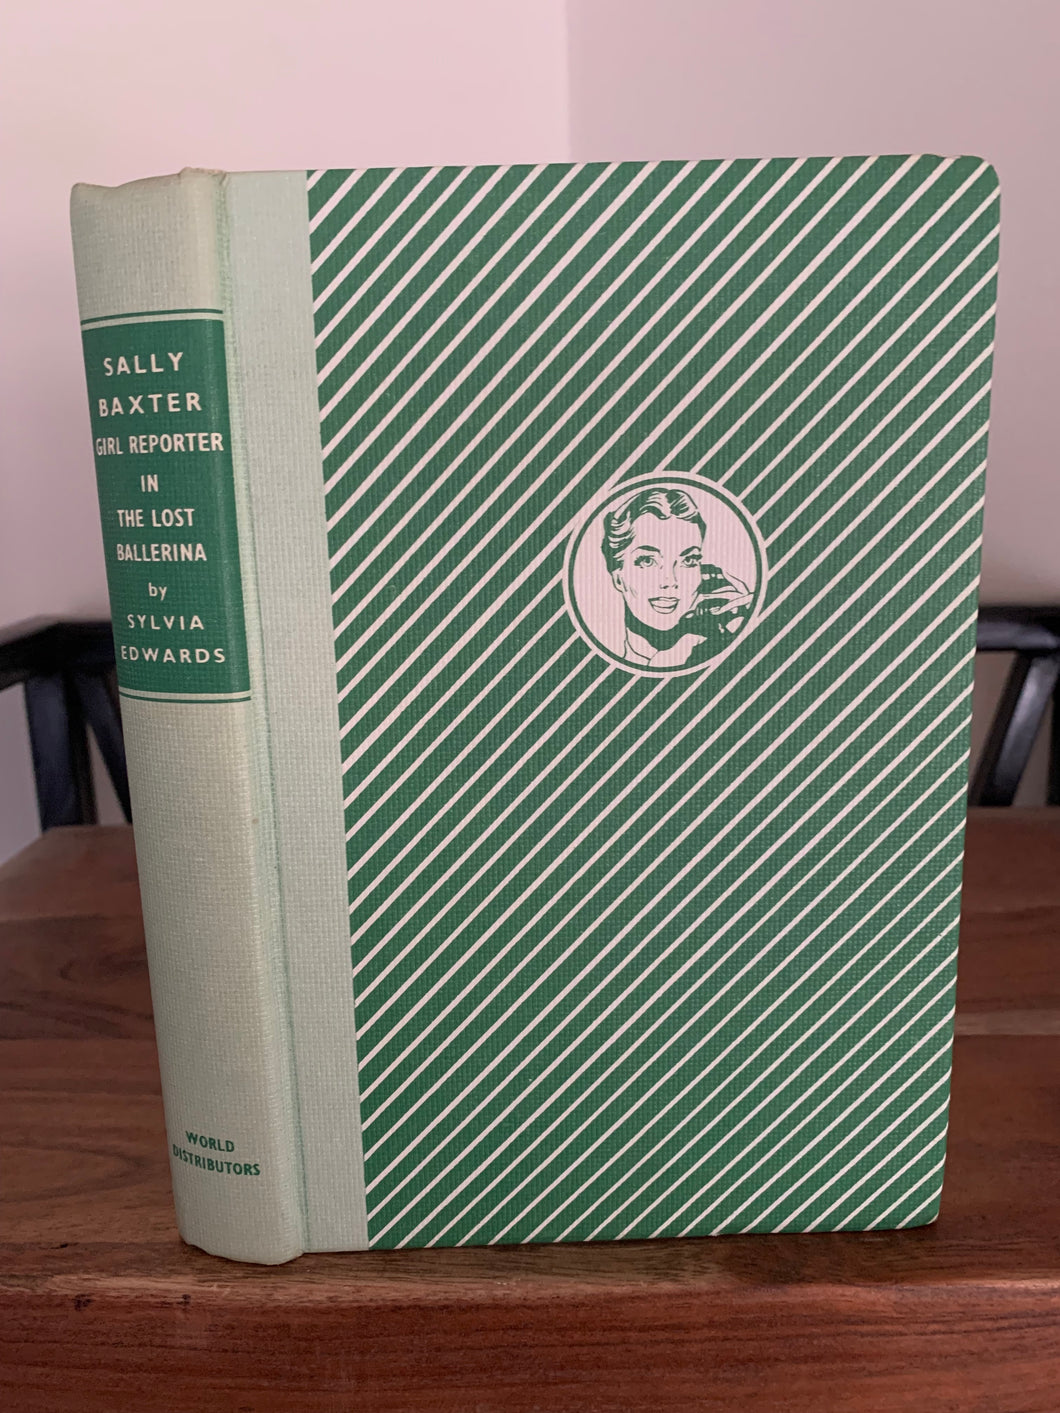 SALLY
BAXTER
GIRL REPORTER
IN
THE LOST
BALLERINA
by
SYLVIA
EDWARDS
WORLD
DISTRIBUTORS